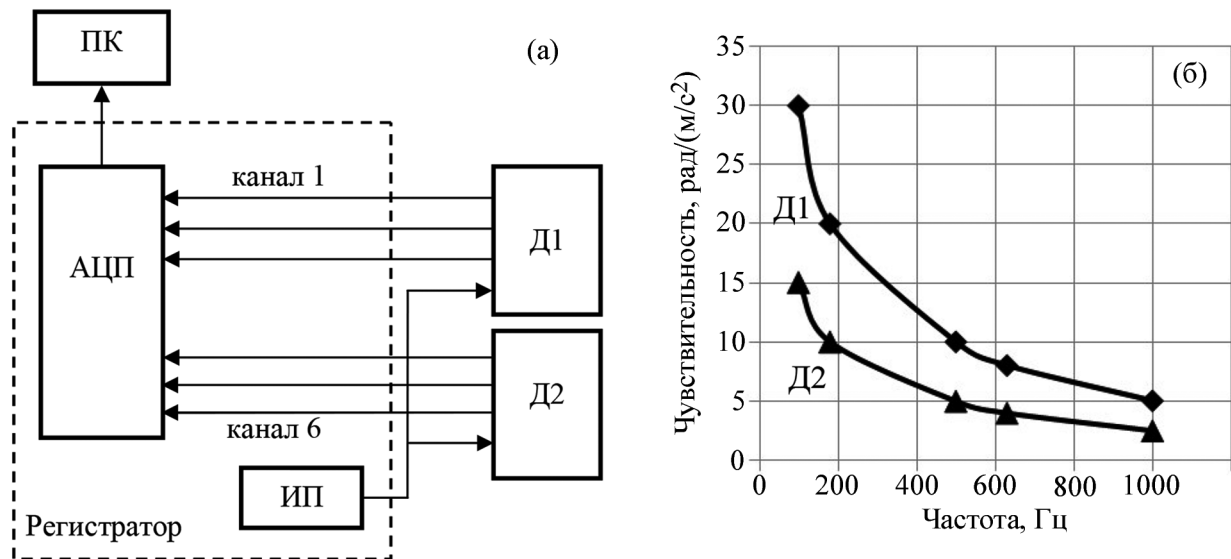 ПК
(а)
канал 1
Д1
АЦП
Д2
канал 6
ИП
Регистратор
(б)
Чувствительность, рад/(м/с²)
35
30
25
20
15
10
5
0
Д1
Д2
0 200 400 600 800 1000
Частота, Гц